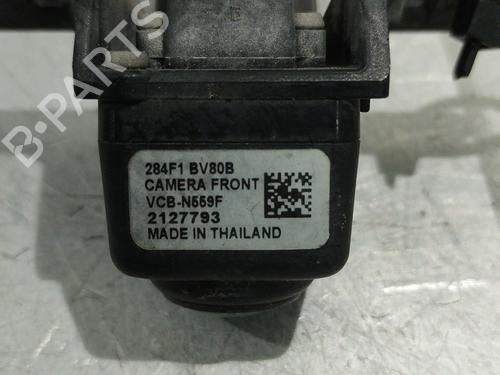 B-PARTS
284F1 BV80B
CAMERA FRONT
VCB-N559F
2127793
MADE IN THAILAND